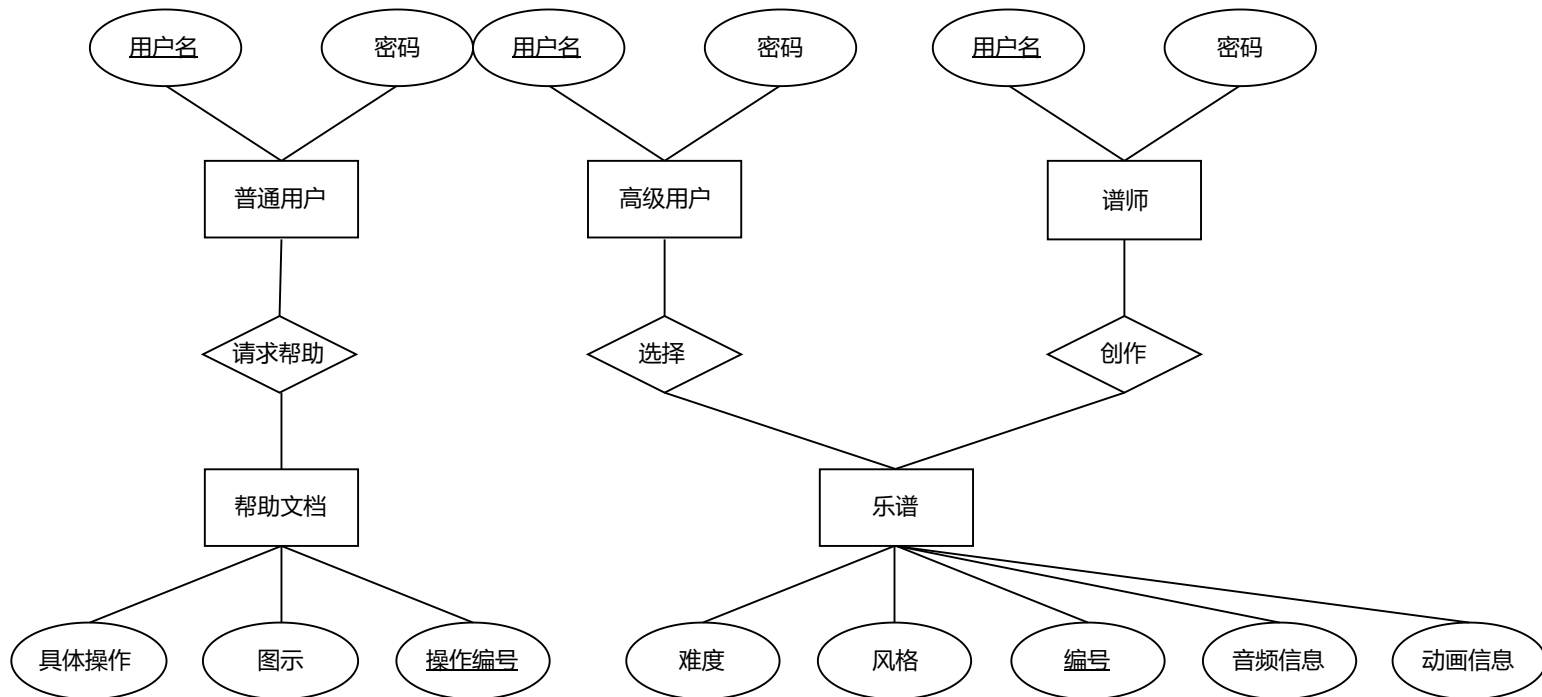 用户名
密码
用户名
密码
用户名
密码
普通用户
高级用户
谱师
请求帮助
选择
创作
帮助文档
乐谱
具体操作
图示
操作编号
难度
风格
编号
音频信息
动画信息